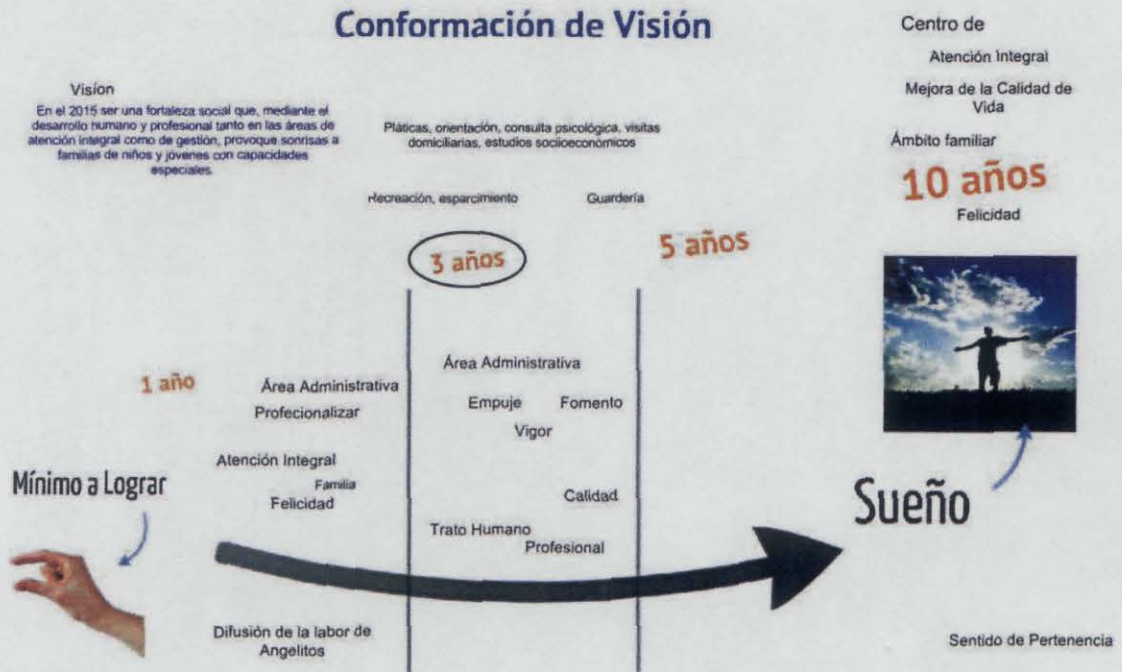 Conformación de Visión
Visíon
En el 2015 ser una fortaleza social que, mediante el
desarrollo humano y profesional tanto en las áreas de
atención integral como de gestión, provoque sonrisas a
familias de niños y jóvenes con capacidades
especiales.
Pláticas, orientación, consulta psicológica, visitas
domiciliarias, estudios socioeconómicos
Recreación, esparcimiento
Guardería
3 años
5 años
Centro de
Atención Integral
Mejora de la Calidad de
Vida
Ámbito familiar
10 años
Felicidad
1 año
Área Administrativa
Profecionalizar
Atención Integral
Familia
Felicidad
Área Administrativa
Empuje
Fomento
Vigor
Calidad
Trato Humano
Profesional
Mínimo a Lograr
Sueño
Difusión de la labor de
Angelitos
Sentido de Pertenencia